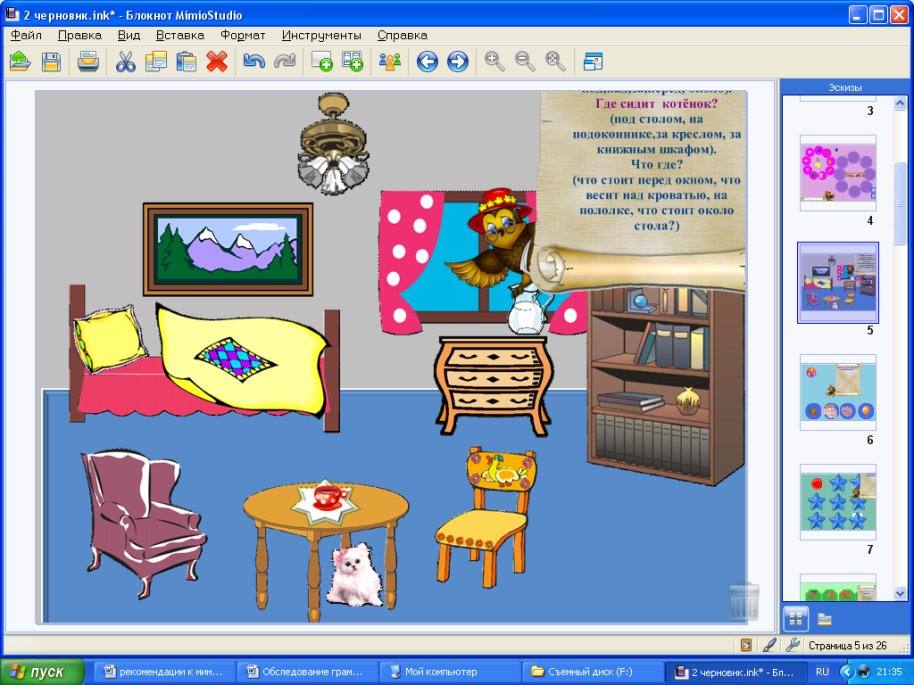 2 черновик.ink* - Блокнот MimioStudio
Файл Правка Вид Вставка Формат Инструменты Справка
Эскизы
Где сидит котёнок?
(под столом, на
подоконнике,за креслом, за
книжным шкафом).
Что где?
(что стоит перед окном, что
весит над кроватью, на
пололке, что стоит около
стола?)
3
4
5
6
7
Страница 5 из 26
пуск
рекомендации к мим...
Обследование грам...
Мой компьютер
Съемный диск (F:)
2 черновик.ink* - Бл...
RU
21:35